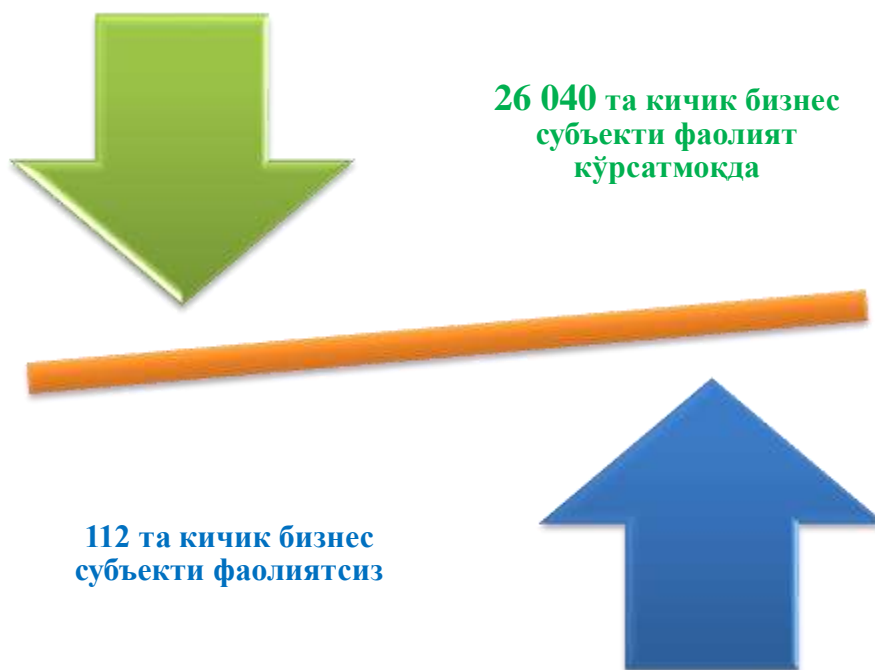 26 040 та кичик бизнес
субъекти фаолият
кўрсатмоқда
112 та кичик бизнес
субъекти фаолиятсиз